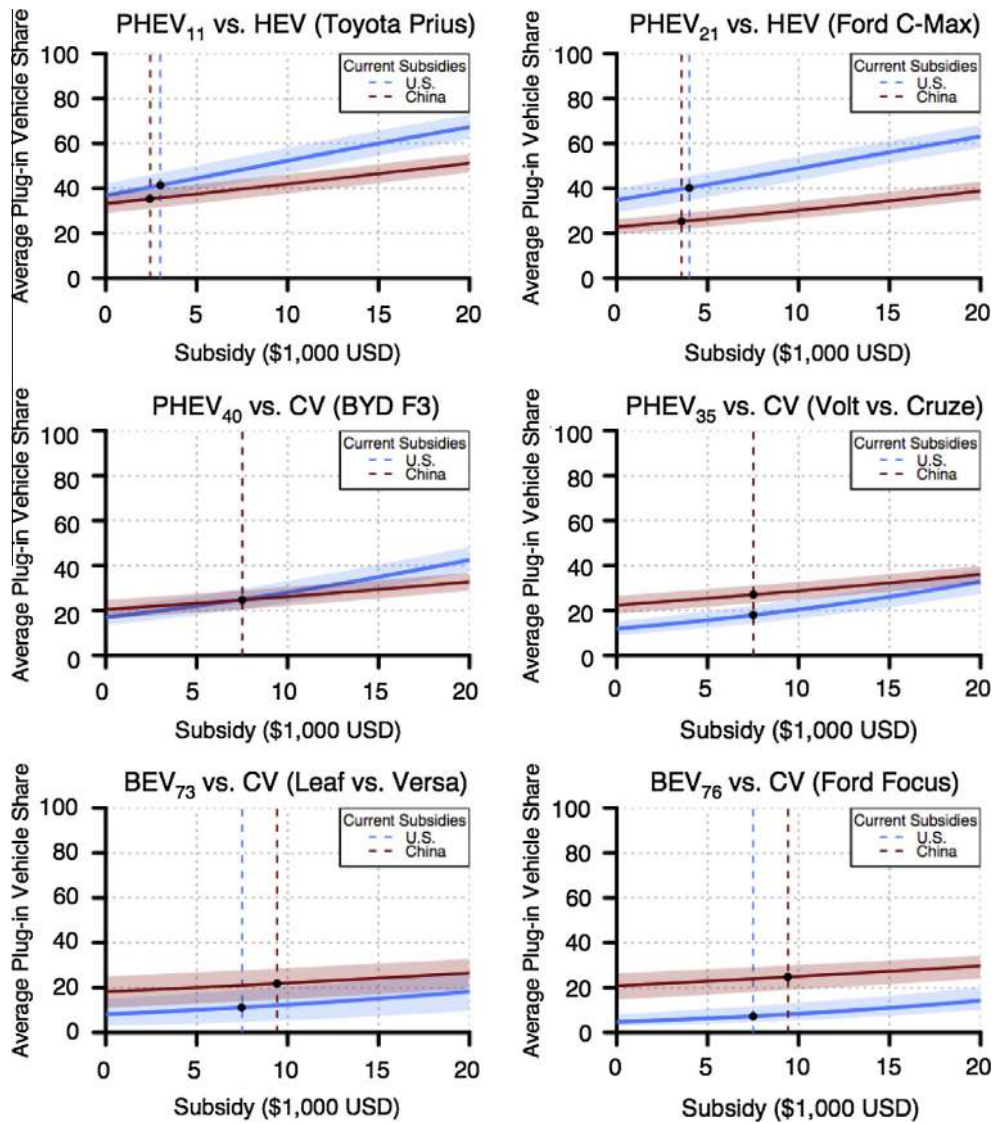 PHEV11 vs. HEV (Toyota Prius)
Average Plug-in Vehicle Share
100
80
60
40
20
0
Current Subsidies
U.S.
China
0 5 10 15 20
Subsidy ($1,000 USD)
PHEV21 vs. HEV (Ford C-Max)
Average Plug-in Vehicle Share
100
80
60
40
20
0
Current Subsidies
U.S.
China
0 5 10 15 20
Subsidy ($1,000 USD)
PHEV40 vs. CV (BYD F3)
Average Plug-in Vehicle Share
100
80
60
40
20
0
Current Subsidies
U.S.
China
0 5 10 15 20
Subsidy ($1,000 USD)
PHEV35 vs. CV (Volt vs. Cruze)
Average Plug-in Vehicle Share
100
80
60
40
20
0
Current Subsidies
U.S.
China
0 5 10 15 20
Subsidy ($1,000 USD)
BEV73 vs. CV (Leaf vs. Versa)
Average Plug-in Vehicle Share
100
80
60
40
20
0
Current Subsidies
U.S.
China
0 5 10 15 20
Subsidy ($1,000 USD)
BEV76 vs. CV (Ford Focus)
Average Plug-in Vehicle Share
100
80
60
40
20
0
Current Subsidies
U.S.
China
0 5 10 15 20
Subsidy ($1,000 USD)